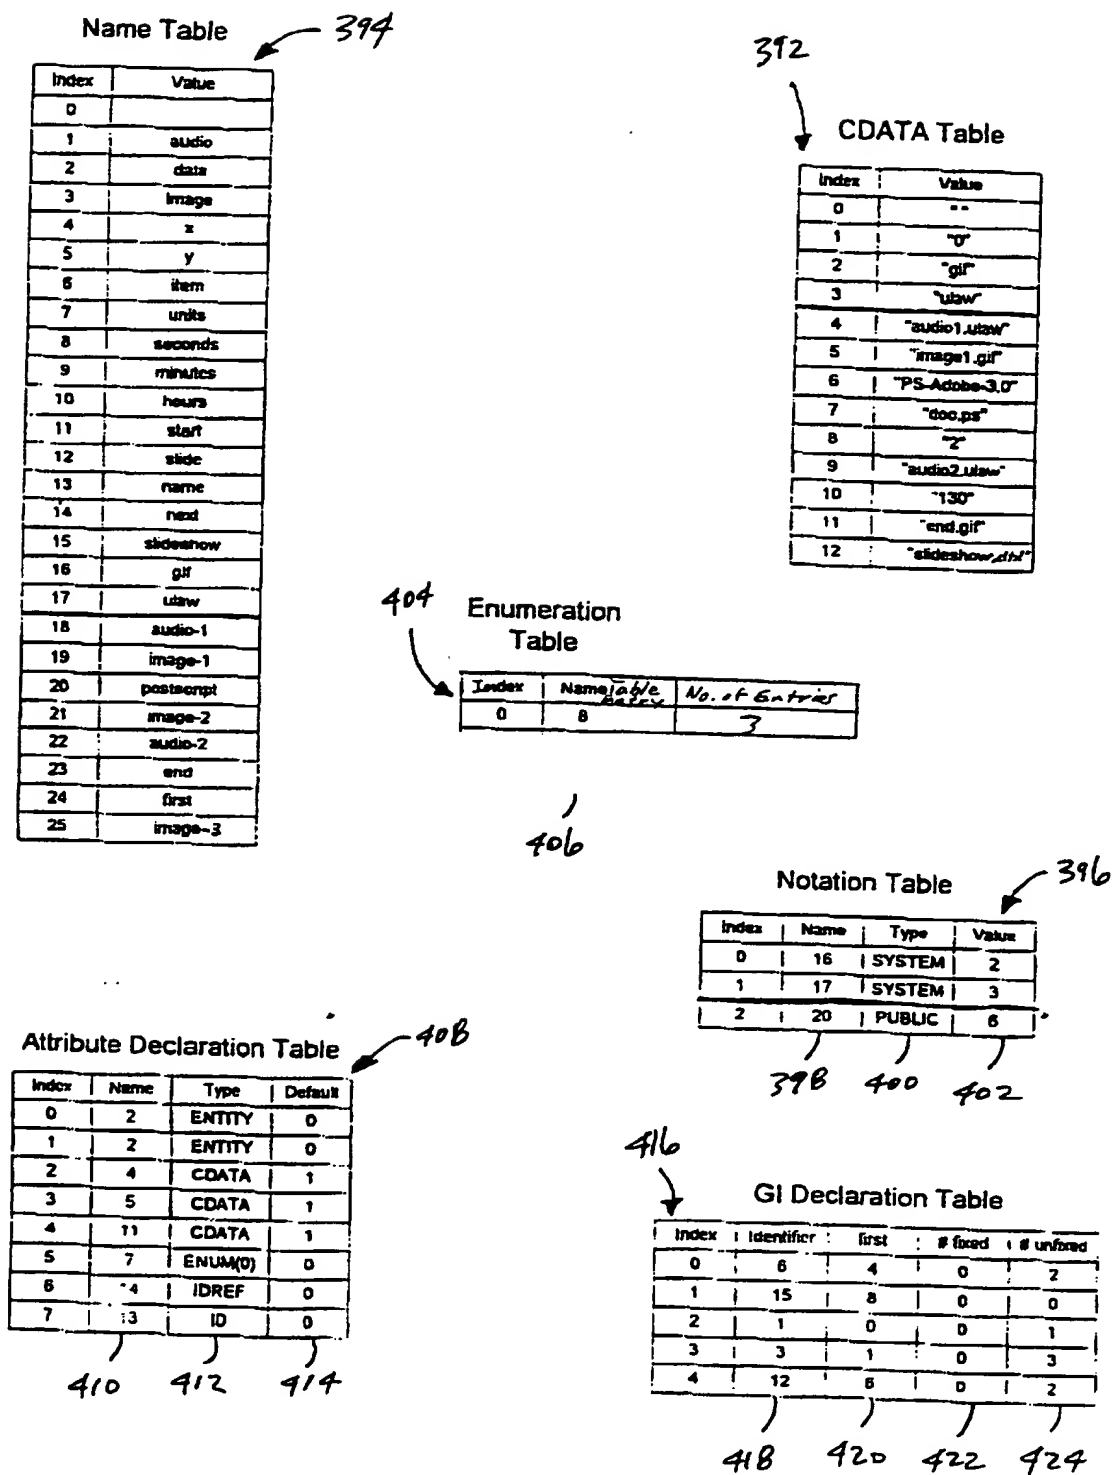 Name Table
394
Index Value
0
1 audio
2 data
3 image
4 x
5 y
6 item
7 units
8 seconds
9 minutes
10 hours
11 start
12 slide
13 name
14 next
15 slideshow
16 gif
17 ulaw
18 audio-1
19 image-1
20 postscript
21 image-2
22 audio-2
23 end
24 first
25 image-3
392
CDATA Table
Index Value
0 ""
1 "0"
2 "gif"
3 "ulaw"
4 "audio1.ulaw"
5 "image1.gif"
6 "PS-Adobe-3.0"
7 "doc.ps"
8 "2"
9 "audio2.ulaw"
10 "130"
11 "end.gif"
12 "slideshow.dtd"
404
Enumeration
Table
Index Name Table Entry No. of Entries
0 8 3
406
Notation Table
396
Index Name Type Value
0 16 SYSTEM 2
1 17 SYSTEM 3
2 20 PUBLIC 6
398 400 402
Attribute Declaration Table
408
Index Name Type Default
0 2 ENTITY 0
1 2 ENTITY 0
2 4 CDATA 1
3 5 CDATA 1
4 11 CDATA 1
5 7 ENUM(0) 0
6 14 IDREF 0
7 13 ID 0
410 412 414
416
GI Declaration Table
Index Identifier first # fixed # unfixed
0 6 4 0 2
1 15 8 0 0
2 1 0 0 1
3 3 1 0 3
4 12 6 0 2
418 420 422 424